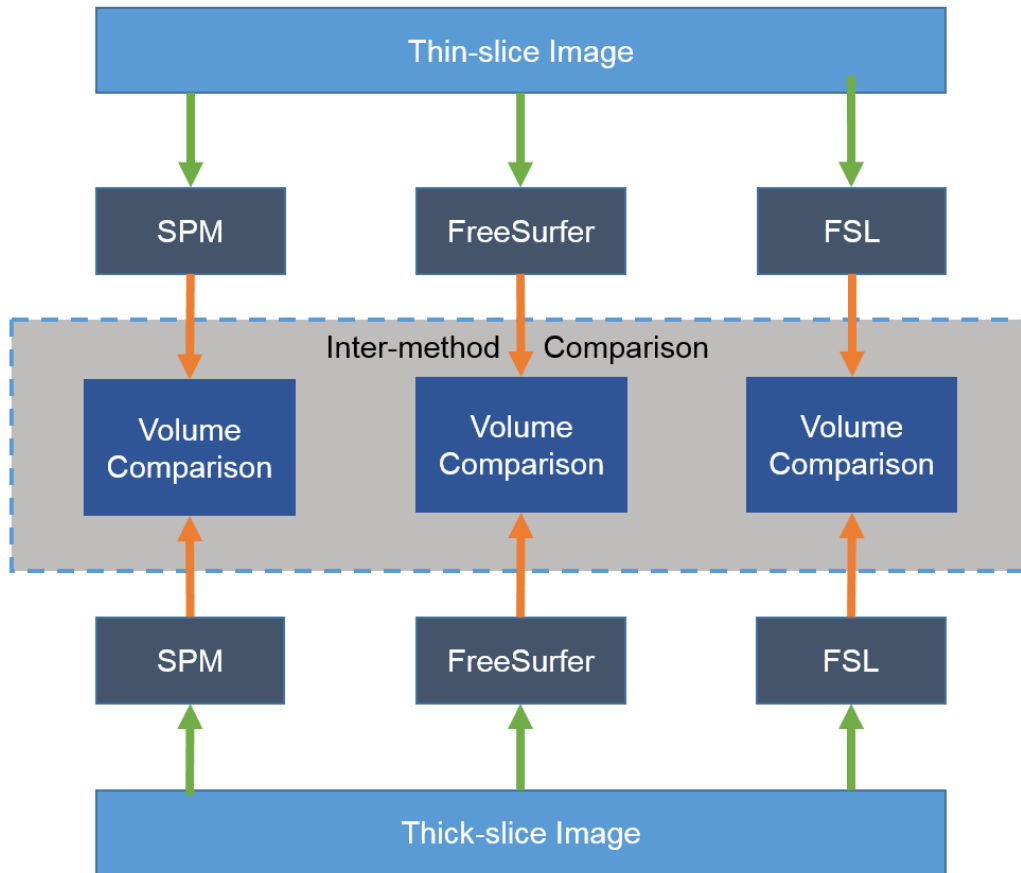 Thin-slice Image
SPM
FreeSurfer
FSL
Inter-method Comparison
Volume
Comparison
Volume
Comparison
Volume
Comparison
SPM
FreeSurfer
FSL
Thick-slice Image